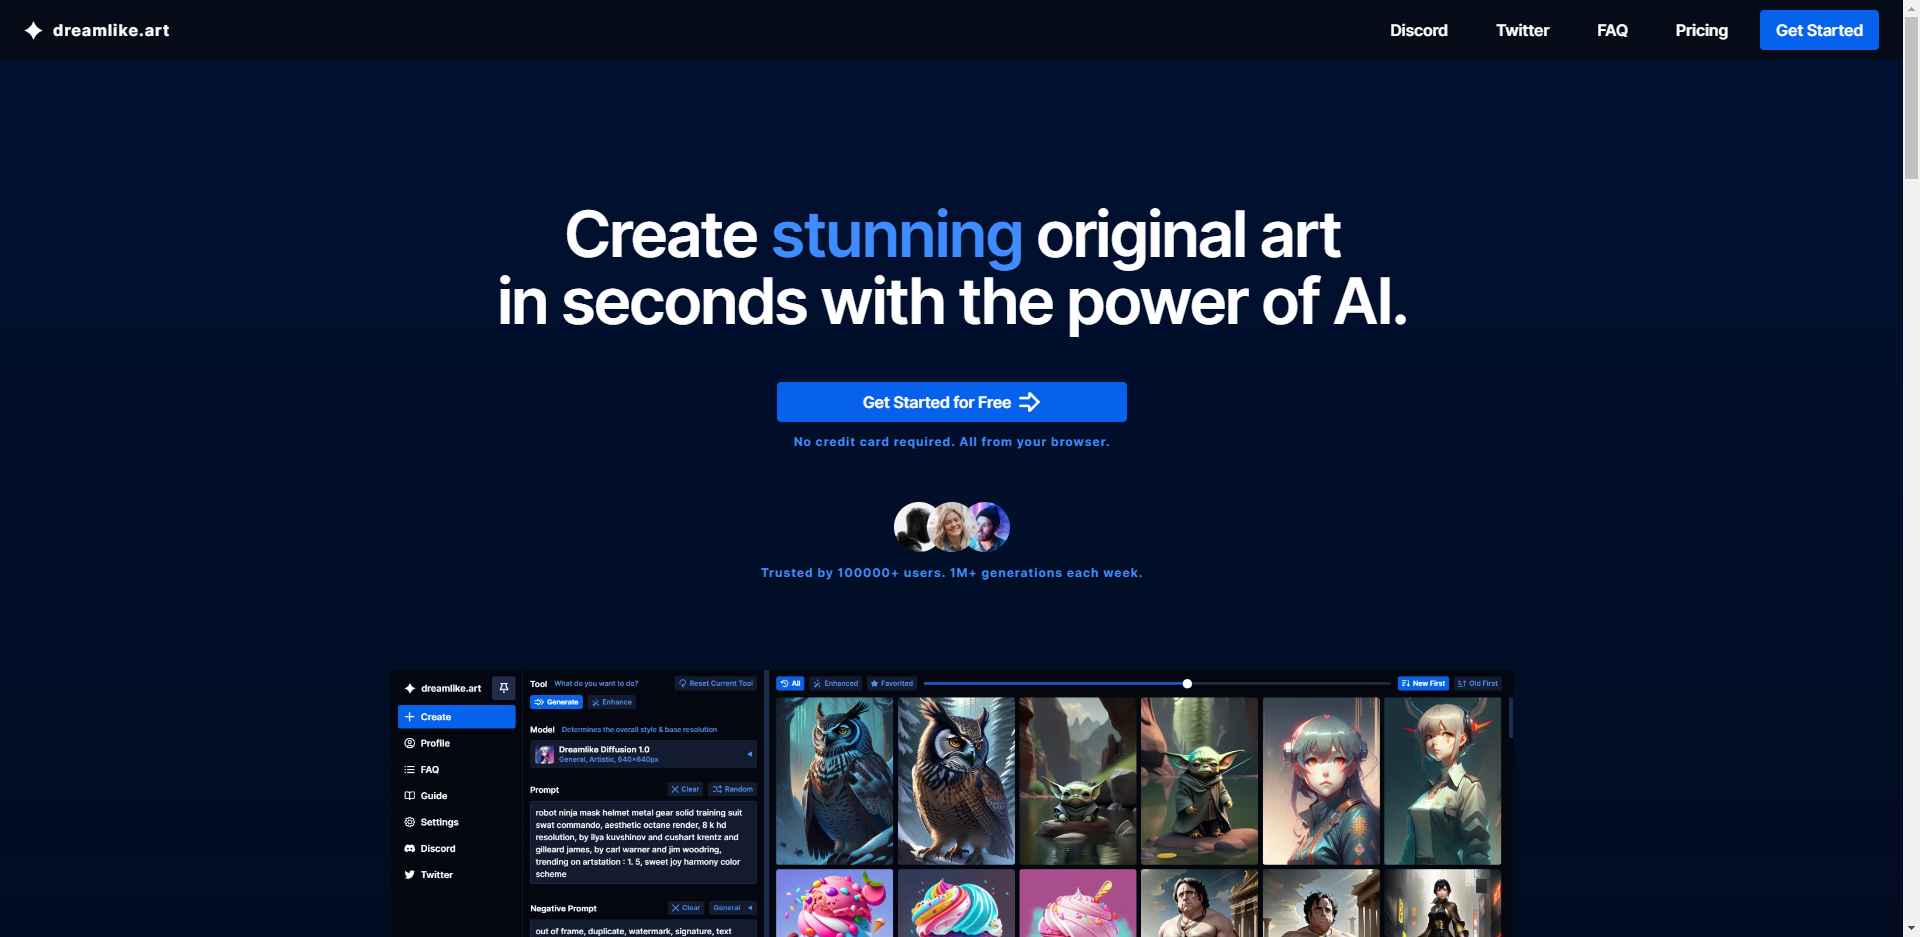 dreamlike.art
Discord
Twitter
FAQ
Pricing
Get Started
Create stunning original art
in seconds with the power of AI.
Get Started for Free
No credit card required. All from your browser.
Trusted by 100000+ users. 1M+ generations each week.
dreamlike.art
Create
Profile
FAQ
Guide
Settings
Discord
Twitter
Tool What do you want to do? Reset Current Tool
Generate Enhance
Model Determines the overall style & base resolution
Dreamlike Diffusion 1.0
General, Artistic, 640×640px
Prompt Clear Random
robot ninja mask helmet metal gear solid training suit
swat commando, aesthetic octane render, 8 k hd
resolution, by ilya kuvshinov and cushart krentz and
gilleard james, by carl warner and jim woodring,
trending on artstation : 1. 5, sweet joy harmony color
scheme
Negative Prompt Clear General
out of frame, duplicate, watermark, signature, text
All Enhanced Favorited New First Old First